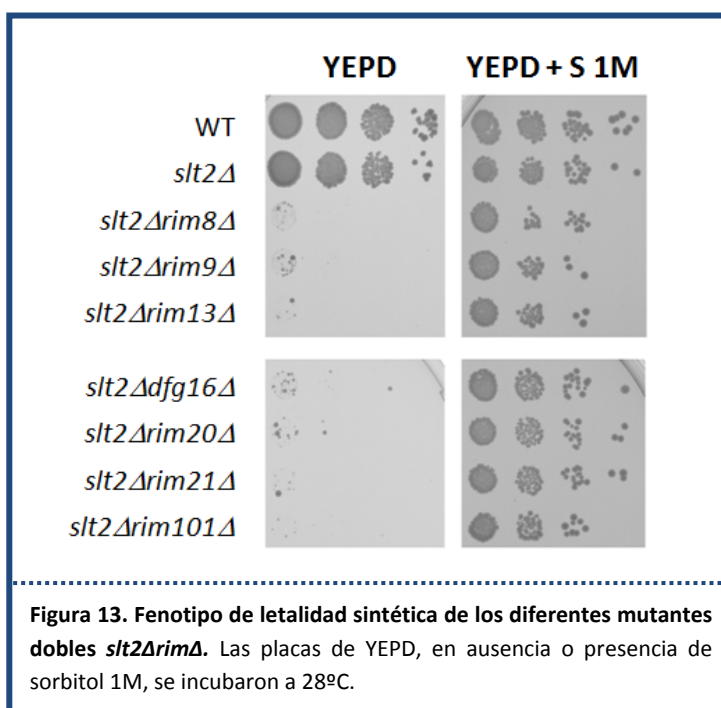 YEPD YEPD + S 1M
WT
slt2Δ
slt2Δrim8Δ
slt2Δrim9Δ
slt2Δrim13Δ
slt2Δdfg16Δ
slt2Δrim20Δ
slt2Δrim21Δ
slt2Δrim101Δ
Figura 13. Fenotipo de letalidad sintética de los diferentes mutantes
dobles slt2ΔrimΔ. Las placas de YEPD, en ausencia o presencia de
sorbitol 1M, se incubaron a 28ºC.